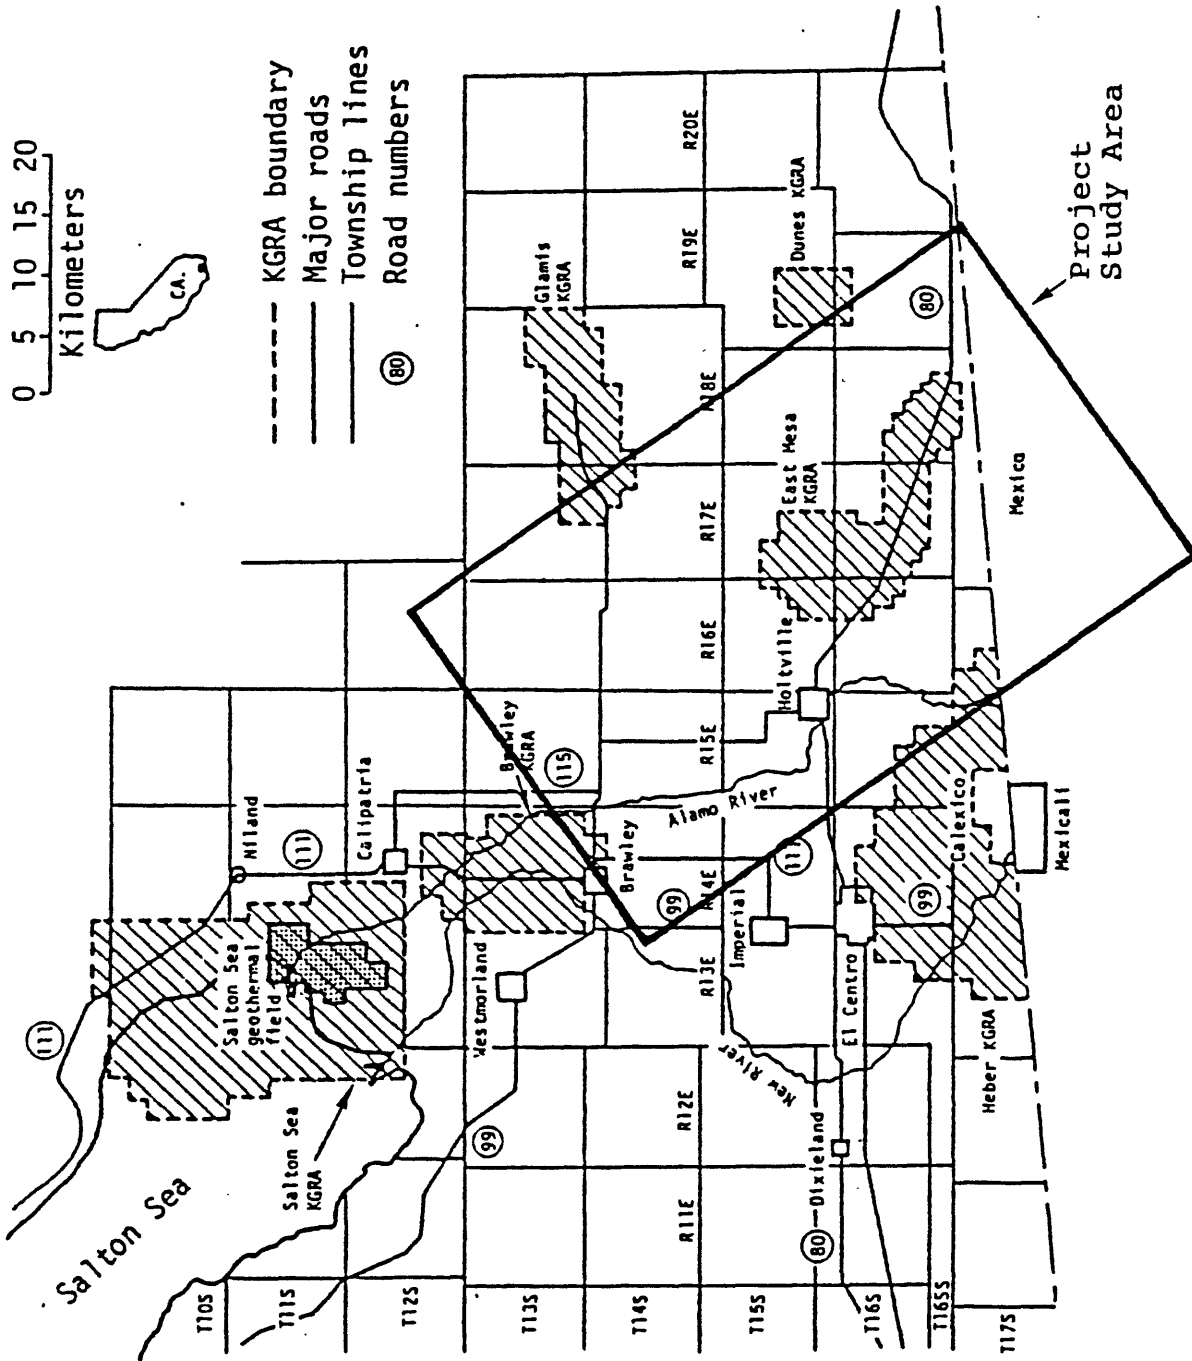 0 5 10 15 20
Kilometers
CA.
KGRA boundary
Major roads
Township lines
80
Road numbers
Salton Sea
111
Salton Sea
geothermal
field
Salton Sea
KGRA
Niland
111
Calipatria
99
Westmorland
Brawley
KGRA
115
Brawley
Glamis
KGRA
99
Imperial
111
Alamo River
Holtville
East Mesa
KGRA
Dunes KGRA
80
New River
80
Dixieland
El Centro
99
Calexico
Heber KGRA
Mexicali
Mexico
Project
Study Area
T10S
T11S
T12S
T13S
T14S
T15S
T16S
T16SS
T17S
R11E
R12E
R13E
R14E
R15E
R16E
R17E
R18E
R19E
R20E